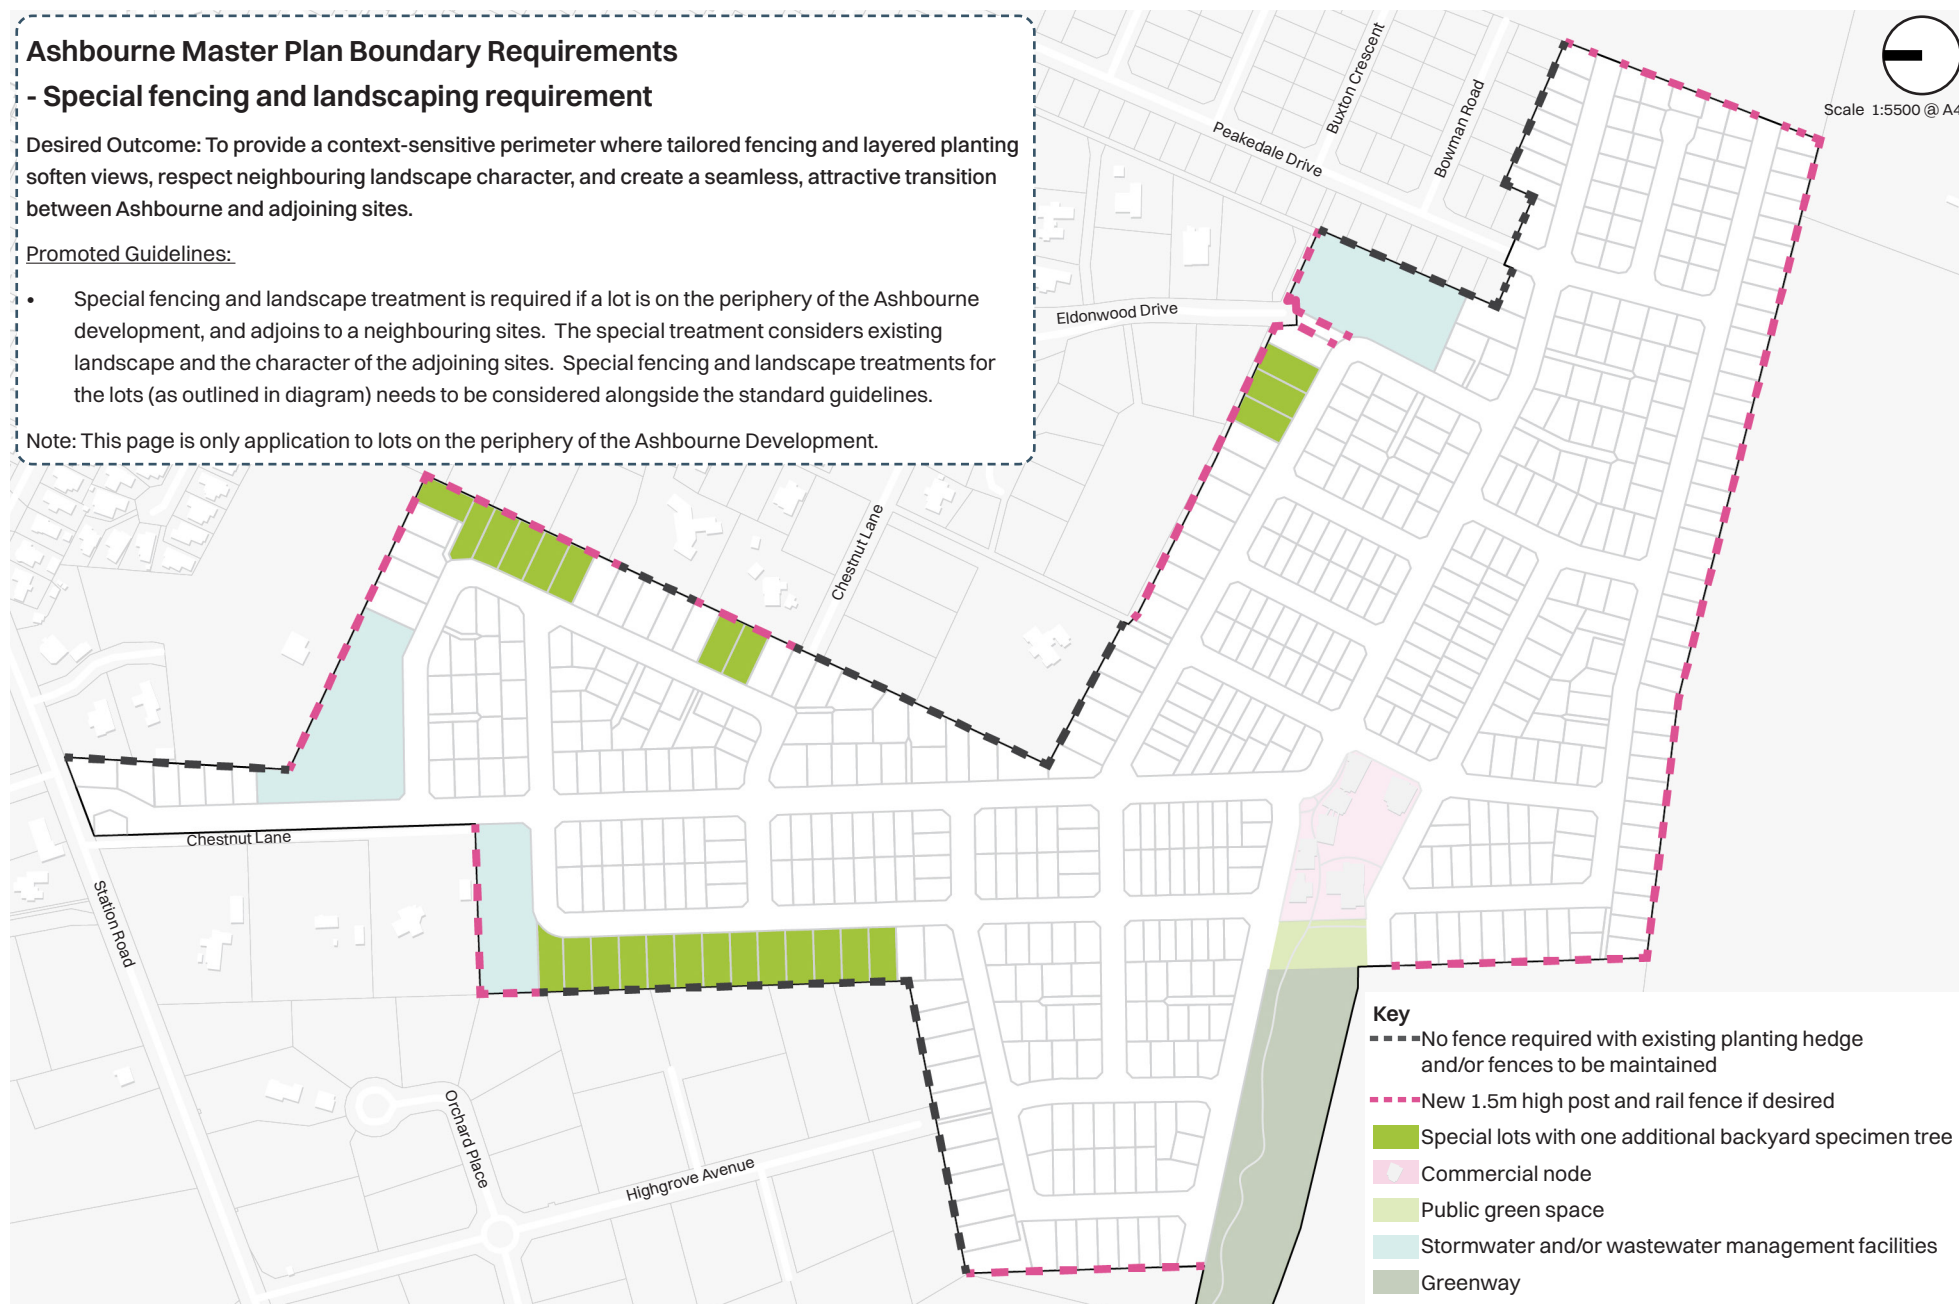 Ashbourne Master Plan Boundary Requirements
- Special fencing and landscaping requirement
Desired Outcome: To provide a context-sensitive perimeter where tailored fencing and layered planting
soften views, respect neighbouring landscape character, and create a seamless, attractive transition
between Ashbourne and adjoining sites.
Promoted Guidelines:
• Special fencing and landscape treatment is required if a lot is on the periphery of the Ashbourne
development, and adjoins to a neighbouring sites. The special treatment considers existing
landscape and the character of the adjoining sites. Special fencing and landscape treatments for
the lots (as outlined in diagram) needs to be considered alongside the standard guidelines.
Note: This page is only application to lots on the periphery of the Ashbourne Development.
Scale 1:5500 @ A4
Buxton Crescent
Bowman Road
Peakedale Drive
Eldonwood Drive
Chestnut Lane
Chestnut Lane
Station Road
Orchard Place
Highgrove Avenue
Key
No fence required with existing planting hedge
and/or fences to be maintained
New 1.5m high post and rail fence if desired
Special lots with one additional backyard specimen tree
Commercial node
Public green space
Stormwater and/or wastewater management facilities
Greenway